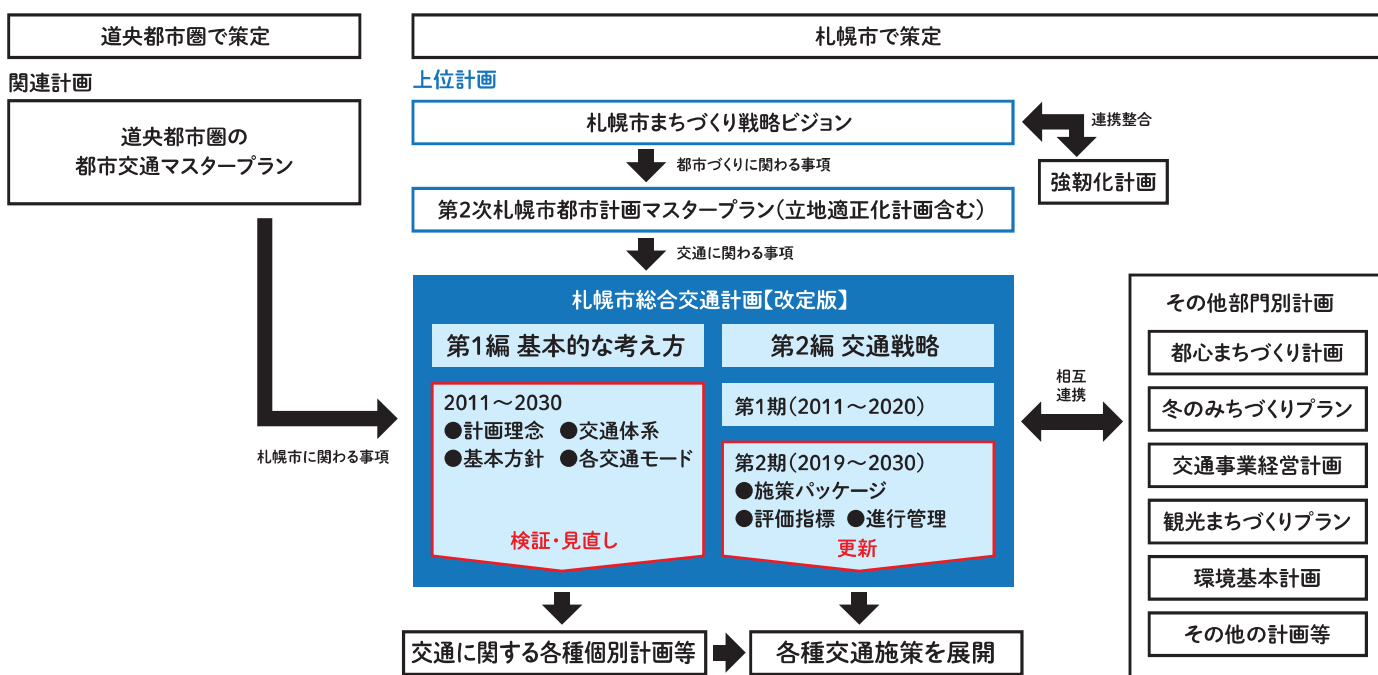 道央都市圏で策定
札幌市で策定
関連計画
道央都市圏の
都市交通マスタープラン
上位計画
札幌市まちづくり戦略ビジョン
連携整合
強靭化計画
都市づくりに関わる事項
第2次札幌市都市計画マスタープラン(立地適正化計画含む)
交通に関わる事項
札幌市に関わる事項
札幌市総合交通計画【改定版】
第1編 基本的な考え方
2011～2030
●計画理念 ●交通体系
●基本方針 ●各交通モード
検証・見直し
第2編 交通戦略
第1期(2011～2020)
第2期(2019～2030)
●施策パッケージ
●評価指標 ●進行管理
更新
相互
連携
その他部門別計画
都心まちづくり計画
冬のみちづくりプラン
交通事業経営計画
観光まちづくりプラン
環境基本計画
その他の計画等
交通に関する各種個別計画等
各種交通施策を展開